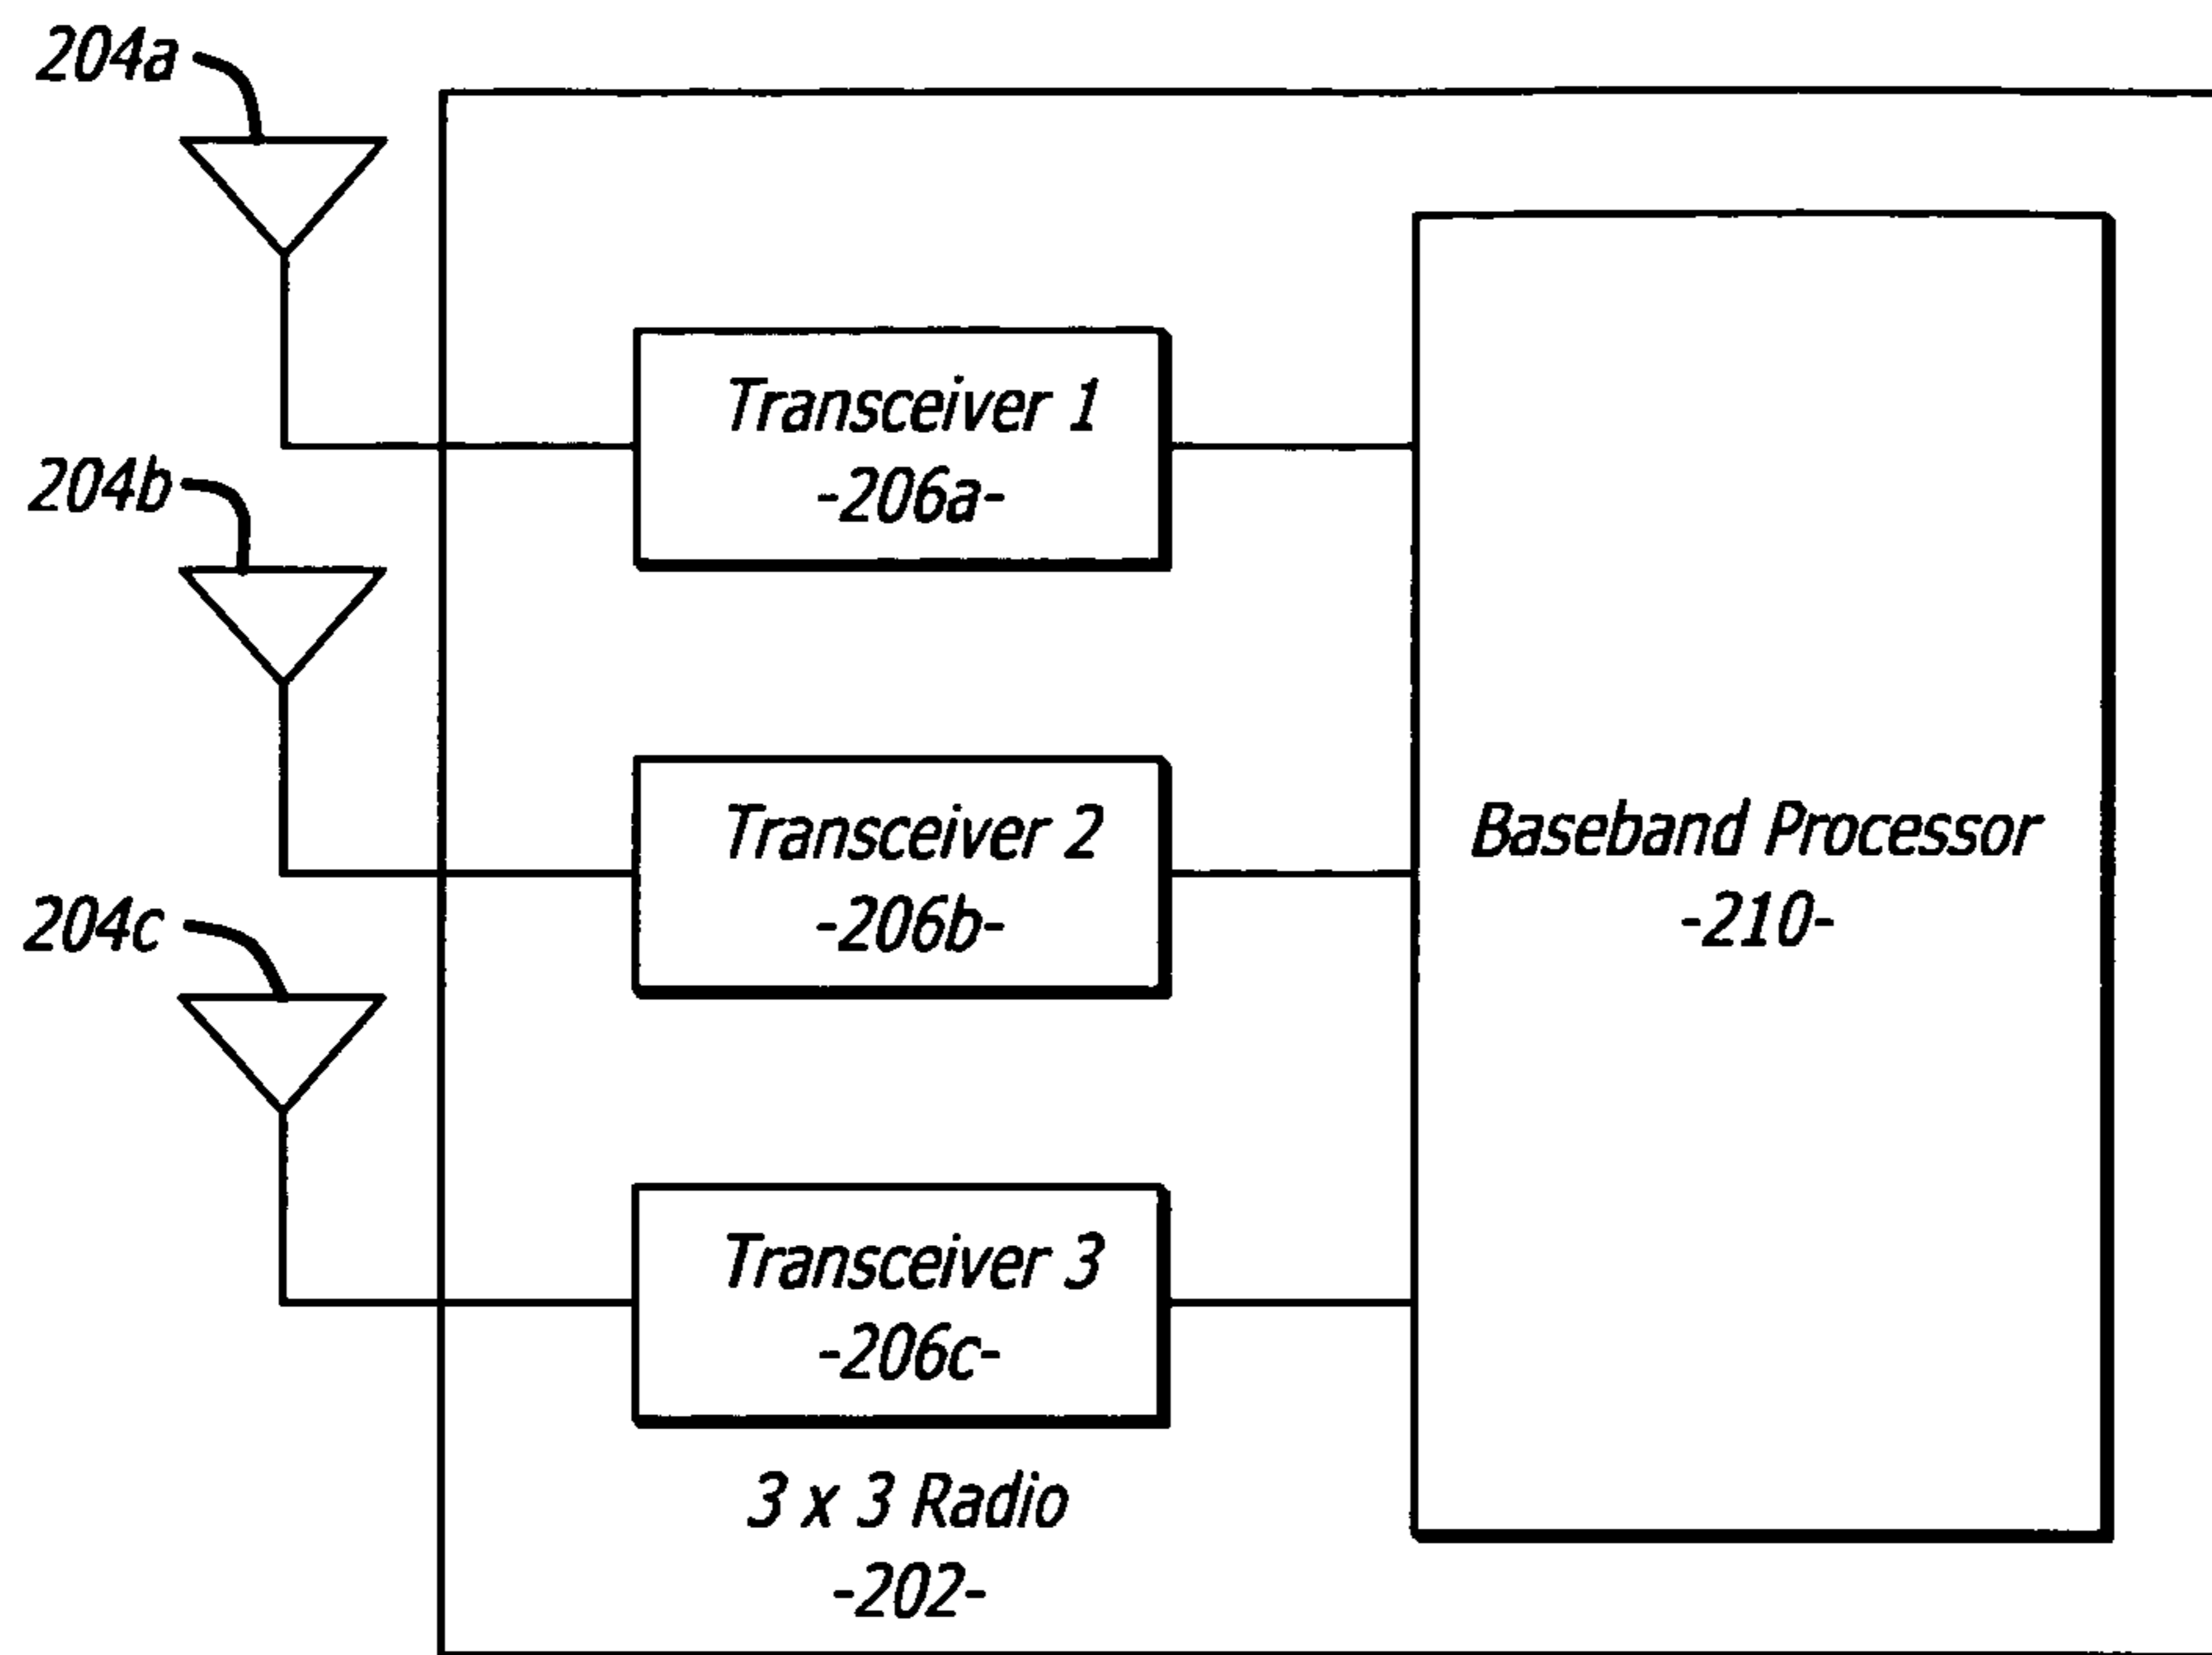 204a
Transceiver 1
-206a-
204b
Transceiver 2
-206b-
Baseband Processor
-210-
204c
Transceiver 3
-206c-
3 x 3 Radio
-202-